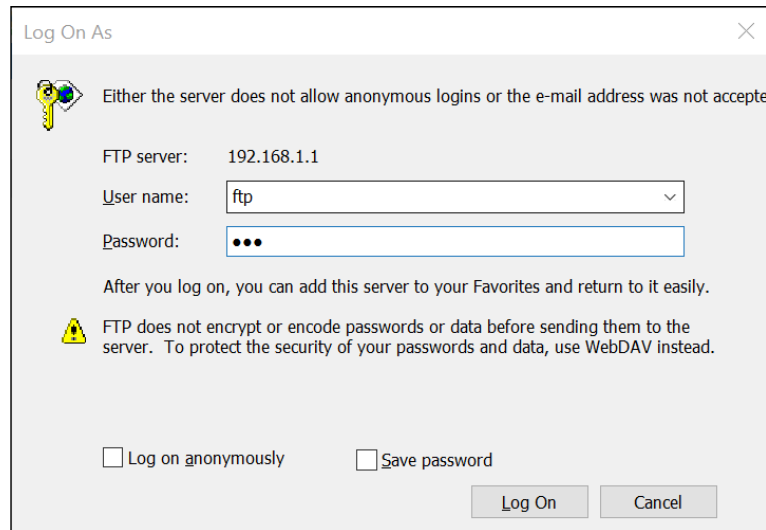 Log On As
Either the server does not allow anonymous logins or the e-mail address was not accepte
FTP server: 192.168.1.1
User name: ftp
Password: ●●●
After you log on, you can add this server to your Favorites and return to it easily.
FTP does not encrypt or encode passwords or data before sending them to the
server. To protect the security of your passwords and data, use WebDAV instead.
Log on anonymously Save password
Log On Cancel